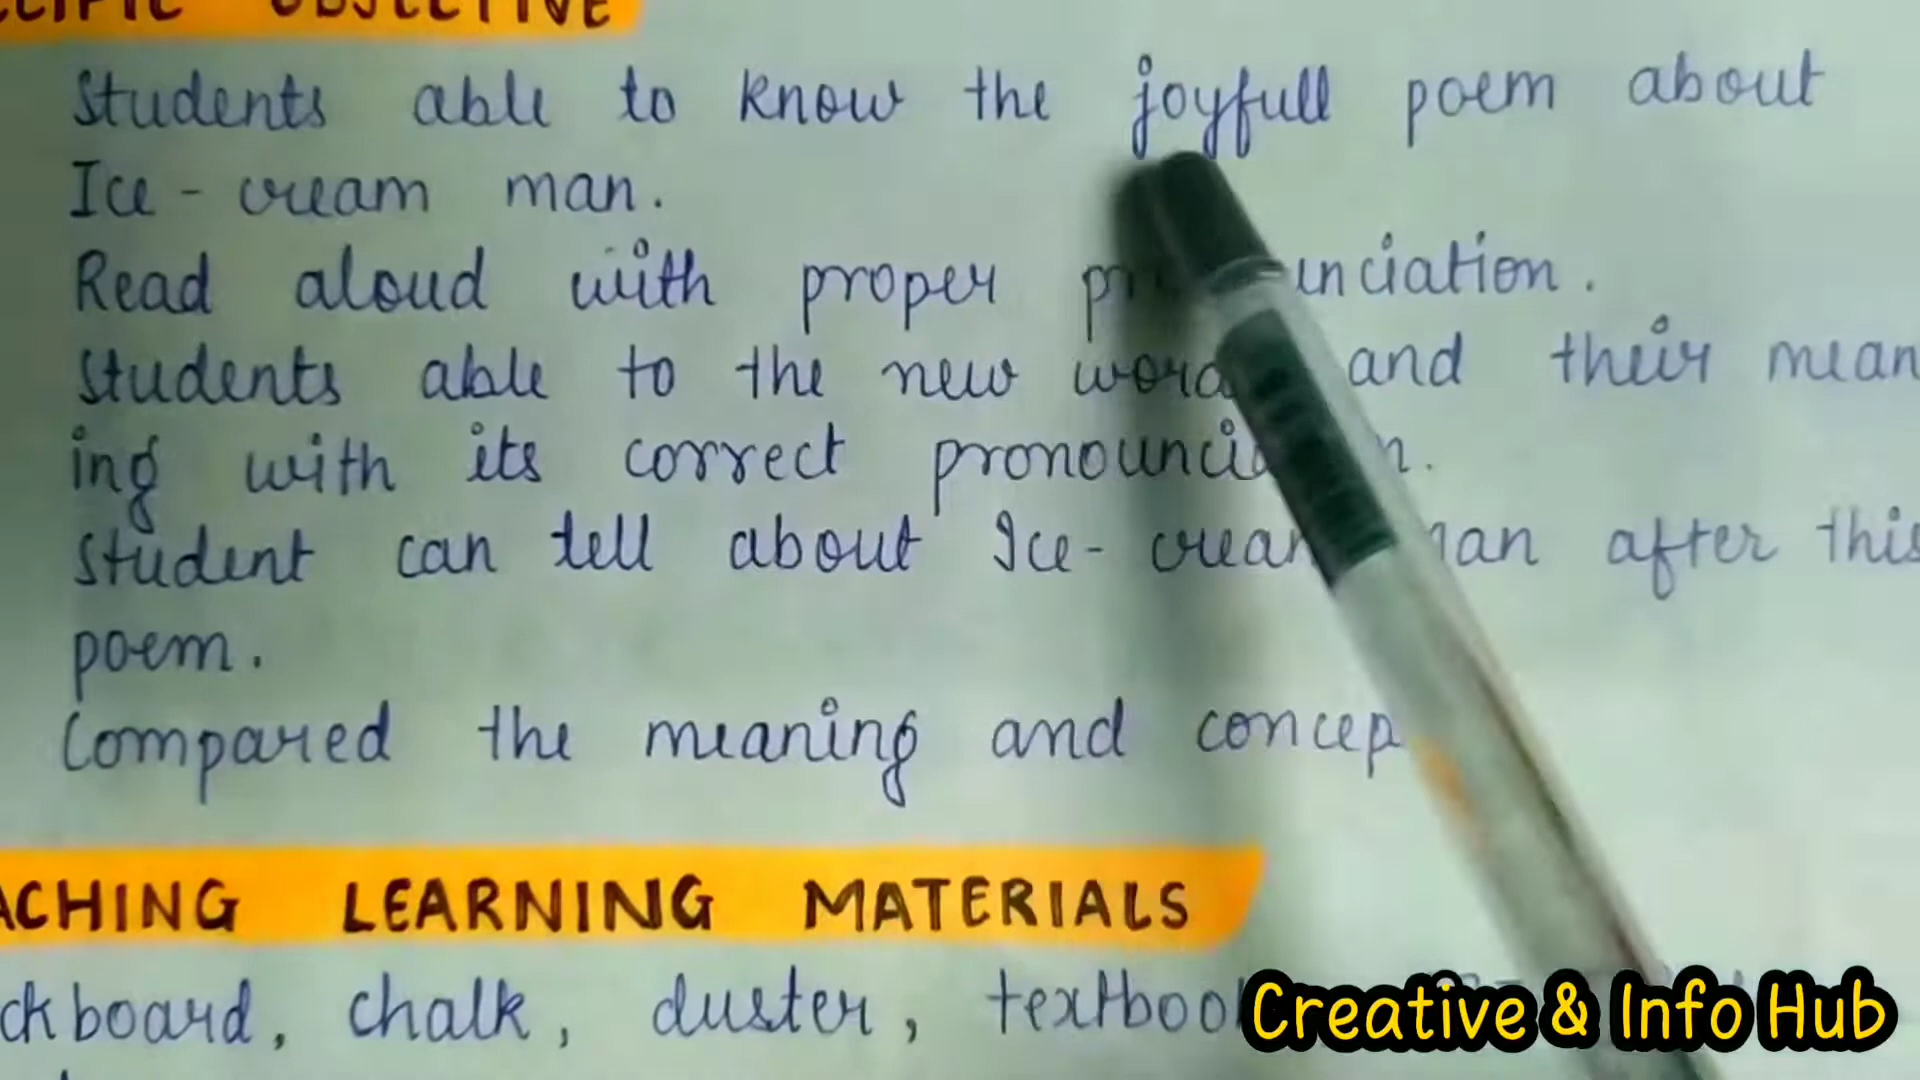 OBJECTIVE
Students able to know the joyfull poem about
Ice-cream man.
Read aloud with proper
Students able to the new and their mean
ing with its correct
Student can tell about Ice- after this
poem.
Compared the meaning and
LEARNING MATERIALS
chalk, duster,
Creative & Info Hub